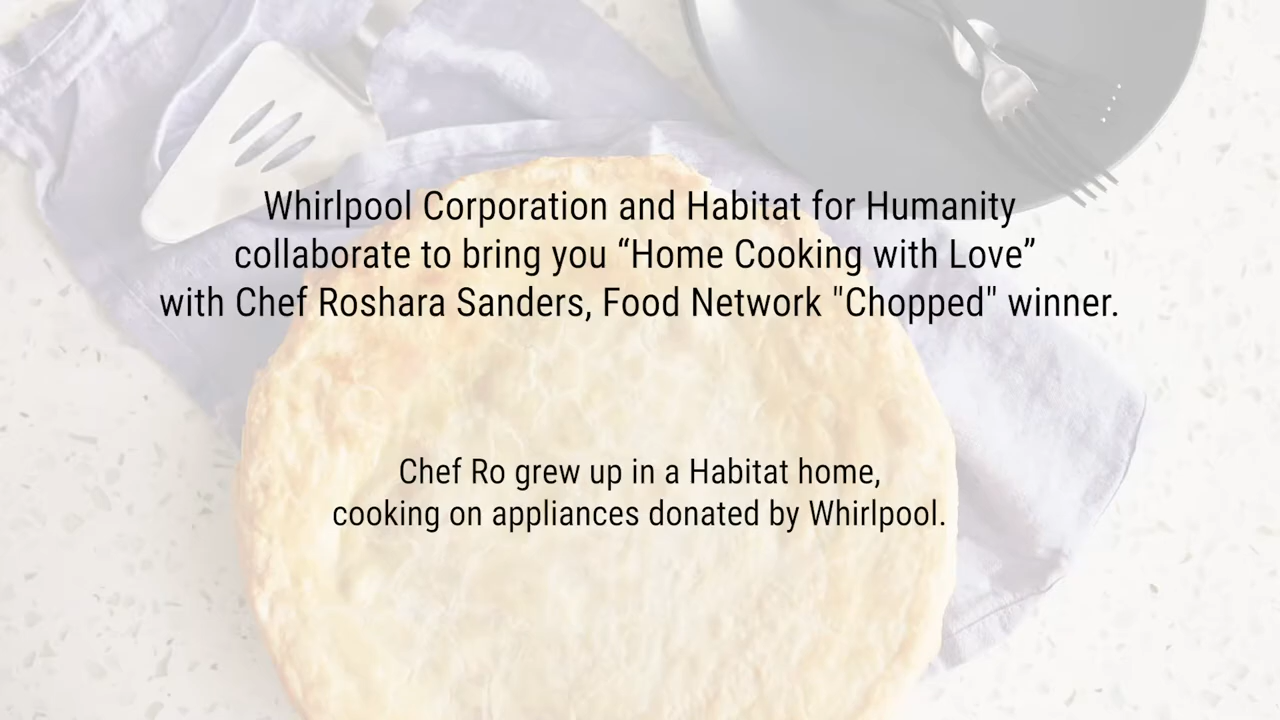 Whirlpool Corporation and Habitat for Humanity
collaborate to bring you “Home Cooking with Love”
with Chef Roshara Sanders, Food Network "Chopped" winner.
Chef Ro grew up in a Habitat home,
cooking on appliances donated by Whirlpool.